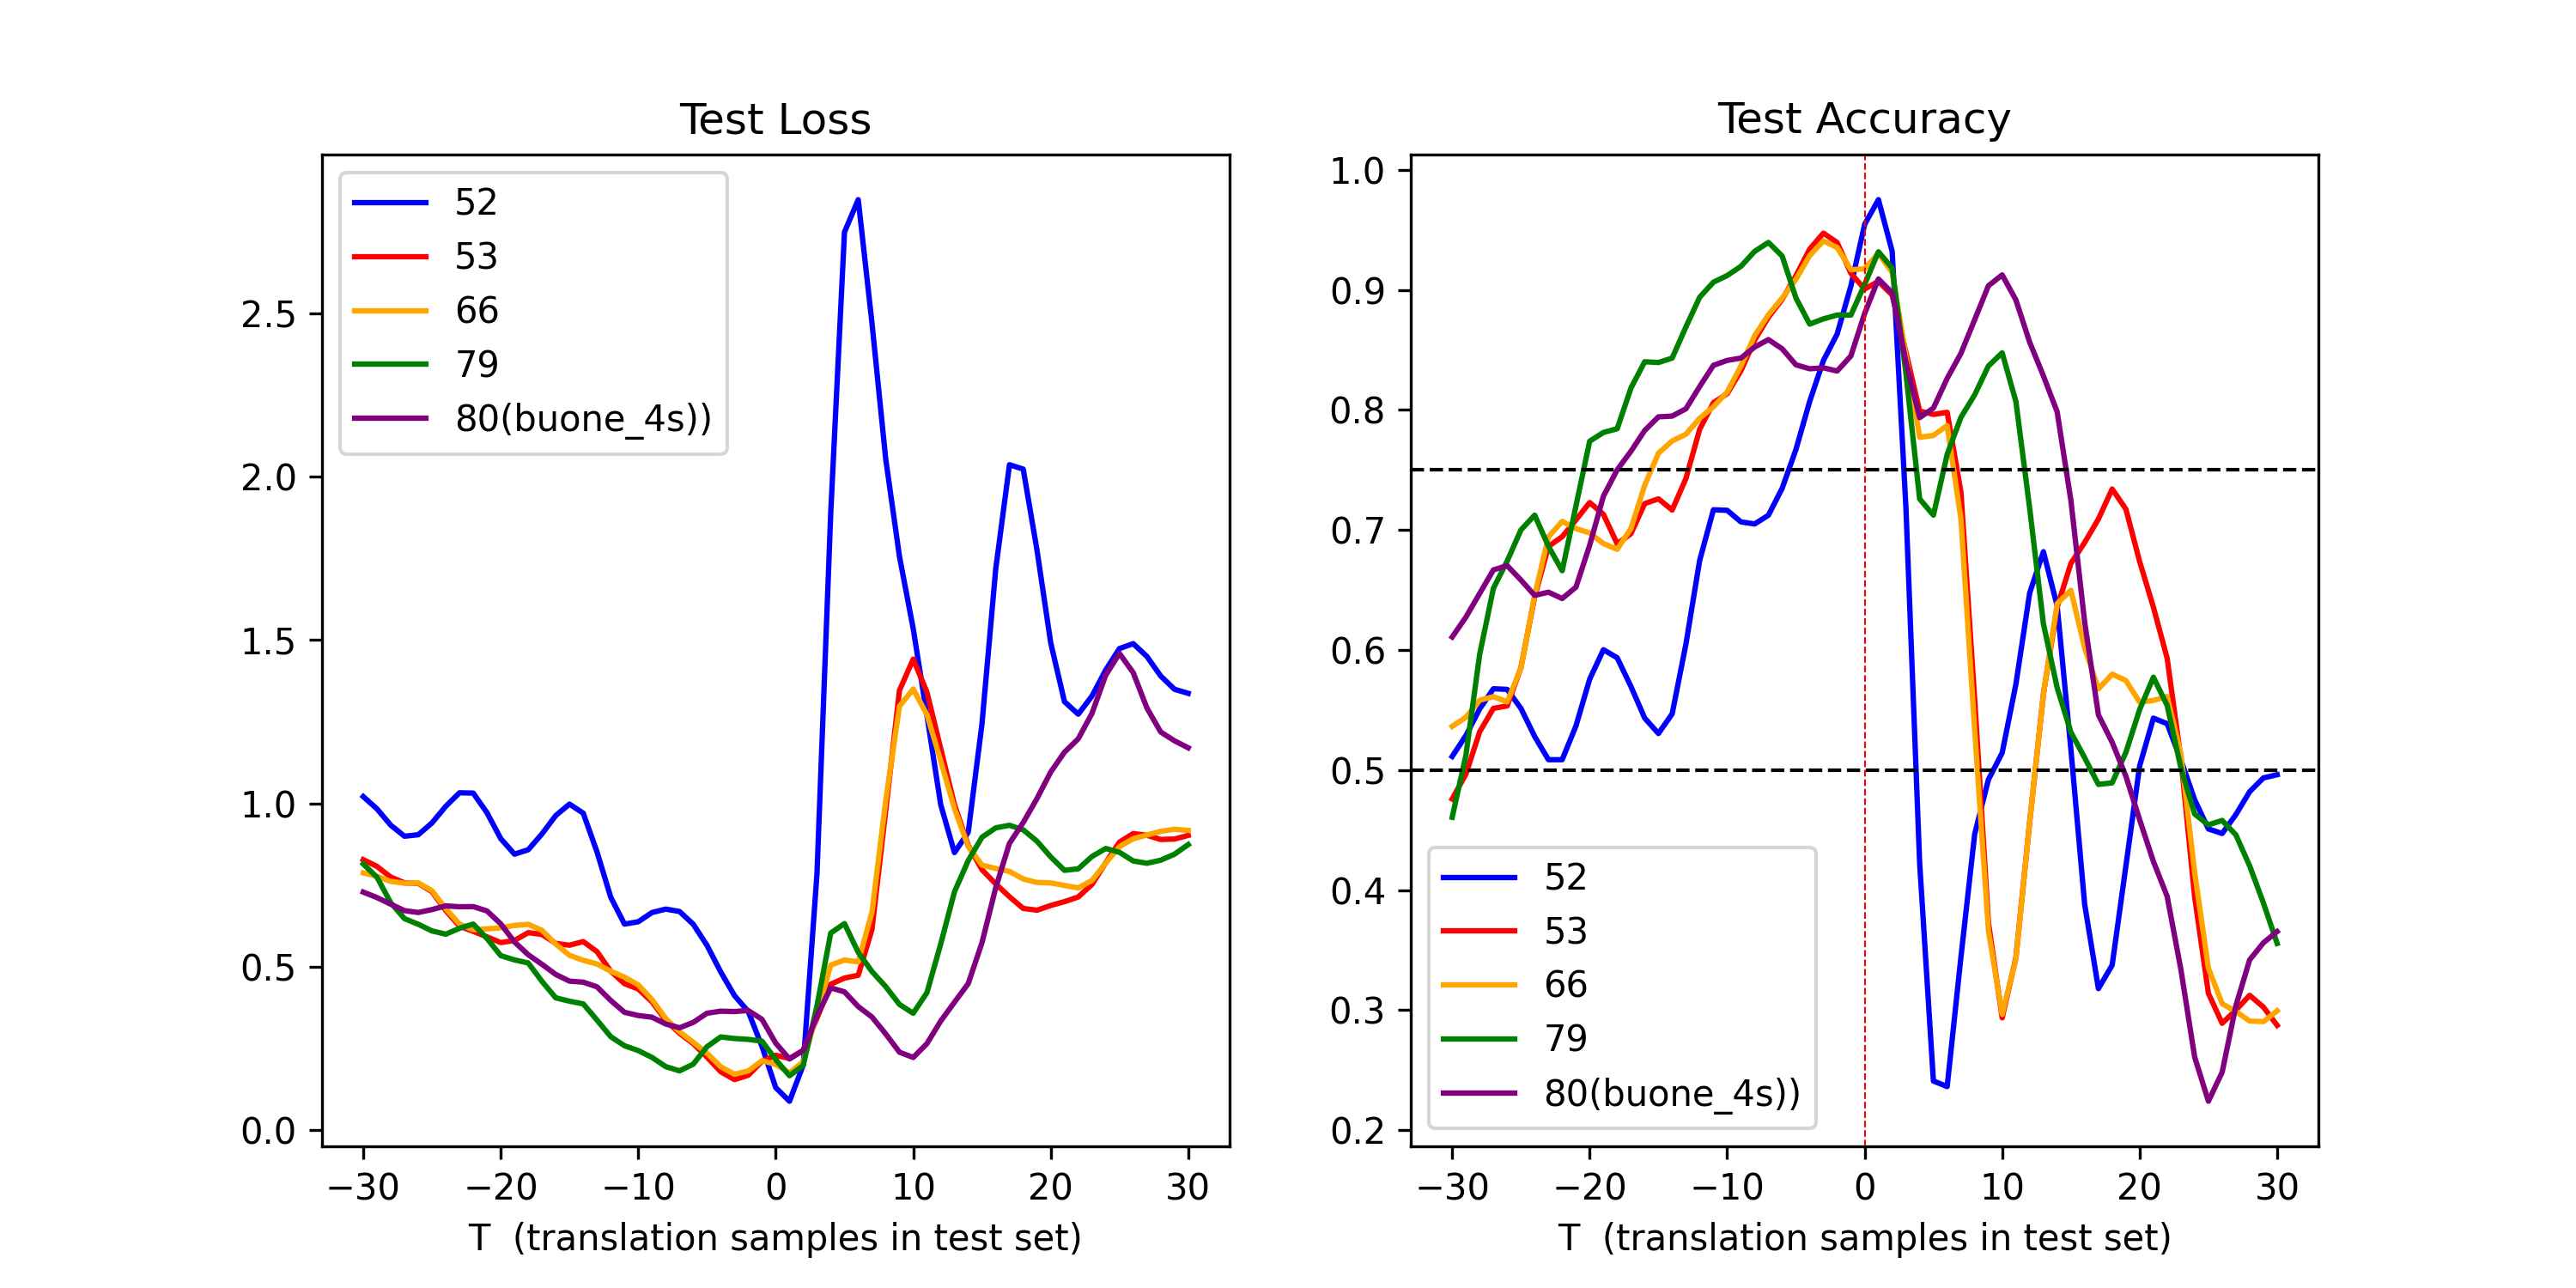 Test Loss
52
53
66
79
80(buone_4s))
2.5
2.0
1.5
1.0
0.5
0.0
−30 −20 −10 0 10 20 30
T (translation samples in test set)
Test Accuracy
1.0
0.9
0.8
0.7
0.6
0.5
0.4
0.3
0.2
52
53
66
79
80(buone_4s))
−30 −20 −10 0 10 20 30
T (translation samples in test set)